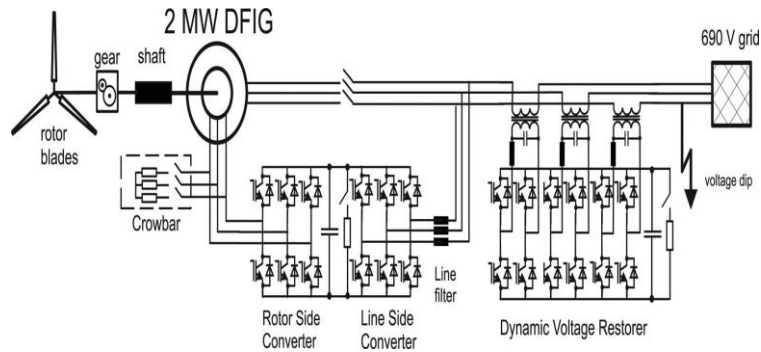 2 MW DFIG
690 V grid
gear
shaft
rotor
blades
voltage dip
Crowbar
Line
filter
Rotor Side
Converter
Line Side
Converter
Dynamic Voltage Restorer